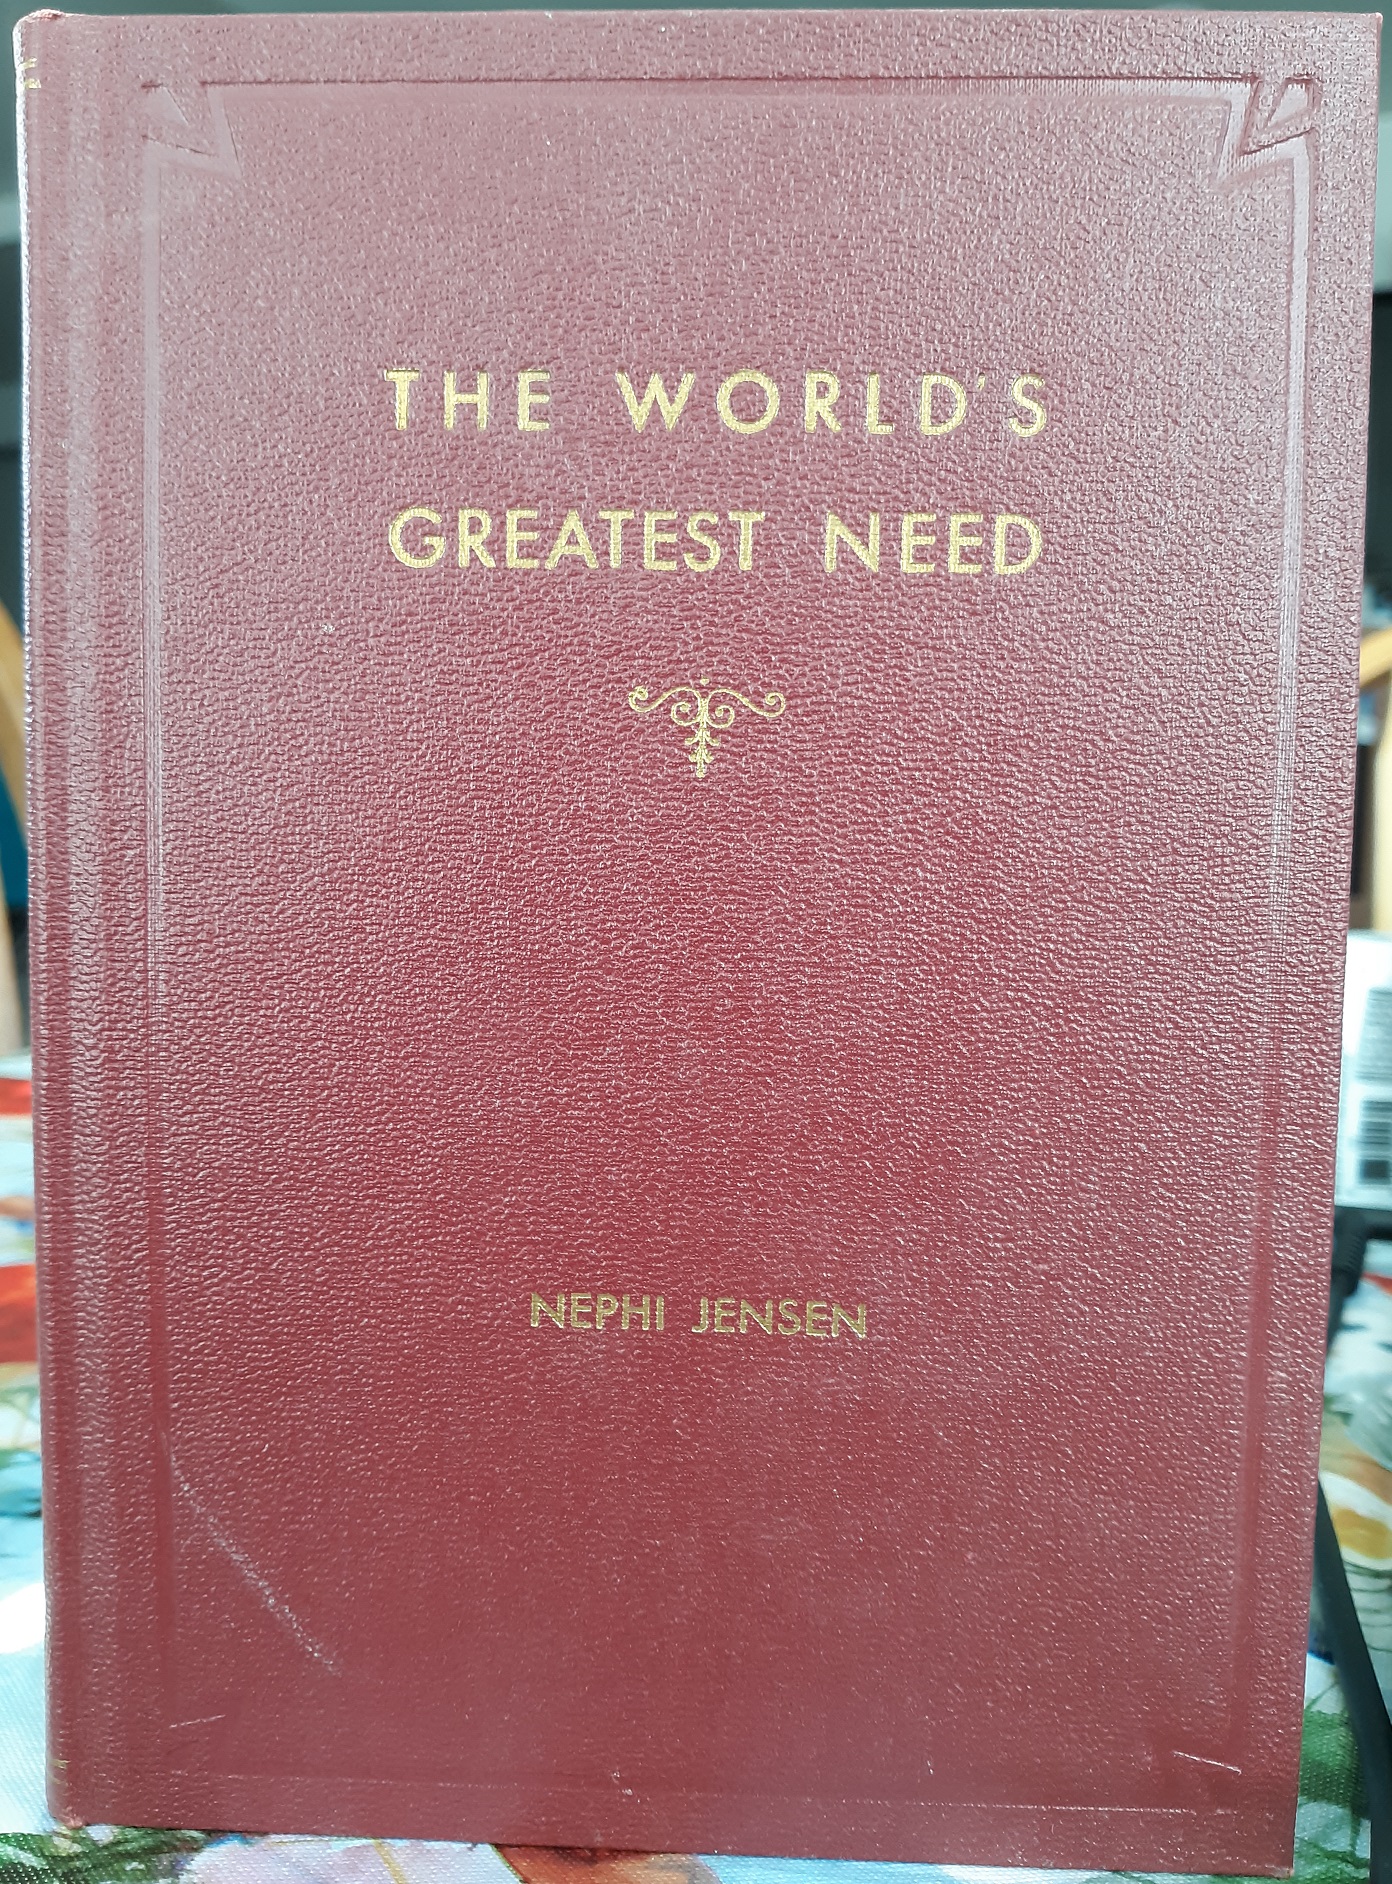 THE WORLD'S
GREATEST NEED
NEPHI JENSEN